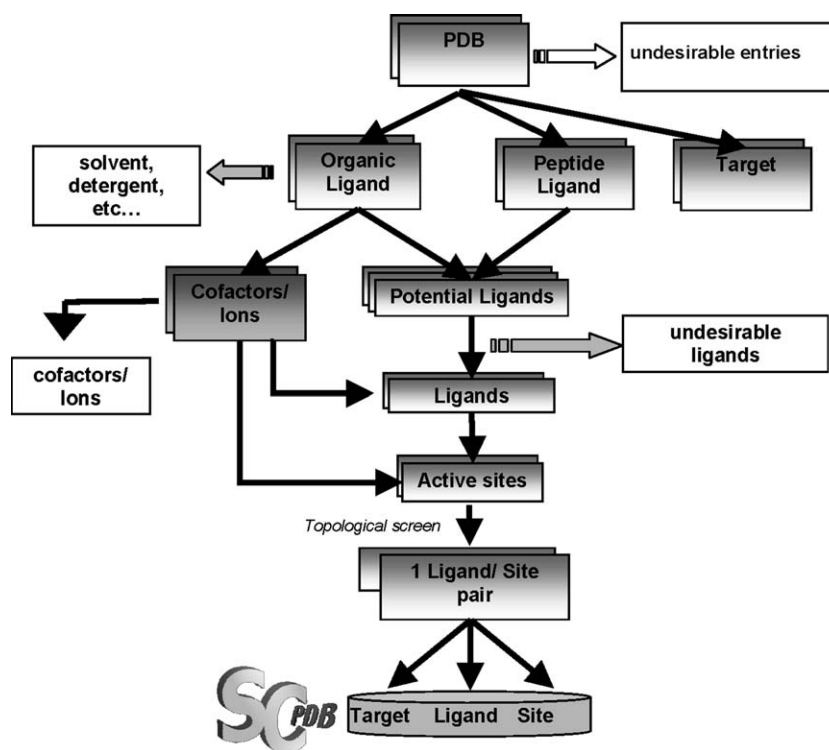 PDB
undesirable entries
solvent,
detergent,
etc…
Organic
Ligand
Peptide
Ligand
Target
Cofactors/
Ions
Potential Ligands
cofactors/
Ions
undesirable
ligands
Ligands
Active sites
Topological screen
1 Ligand/ Site
pair
SC PDB
Target Ligand Site